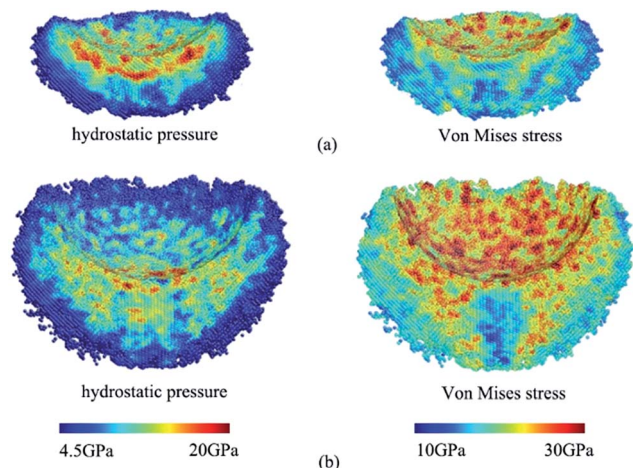 hydrostatic pressure Von Mises stress
(a)
hydrostatic pressure Von Mises stress
4.5GPa 20GPa 10GPa 30GPa
(b)